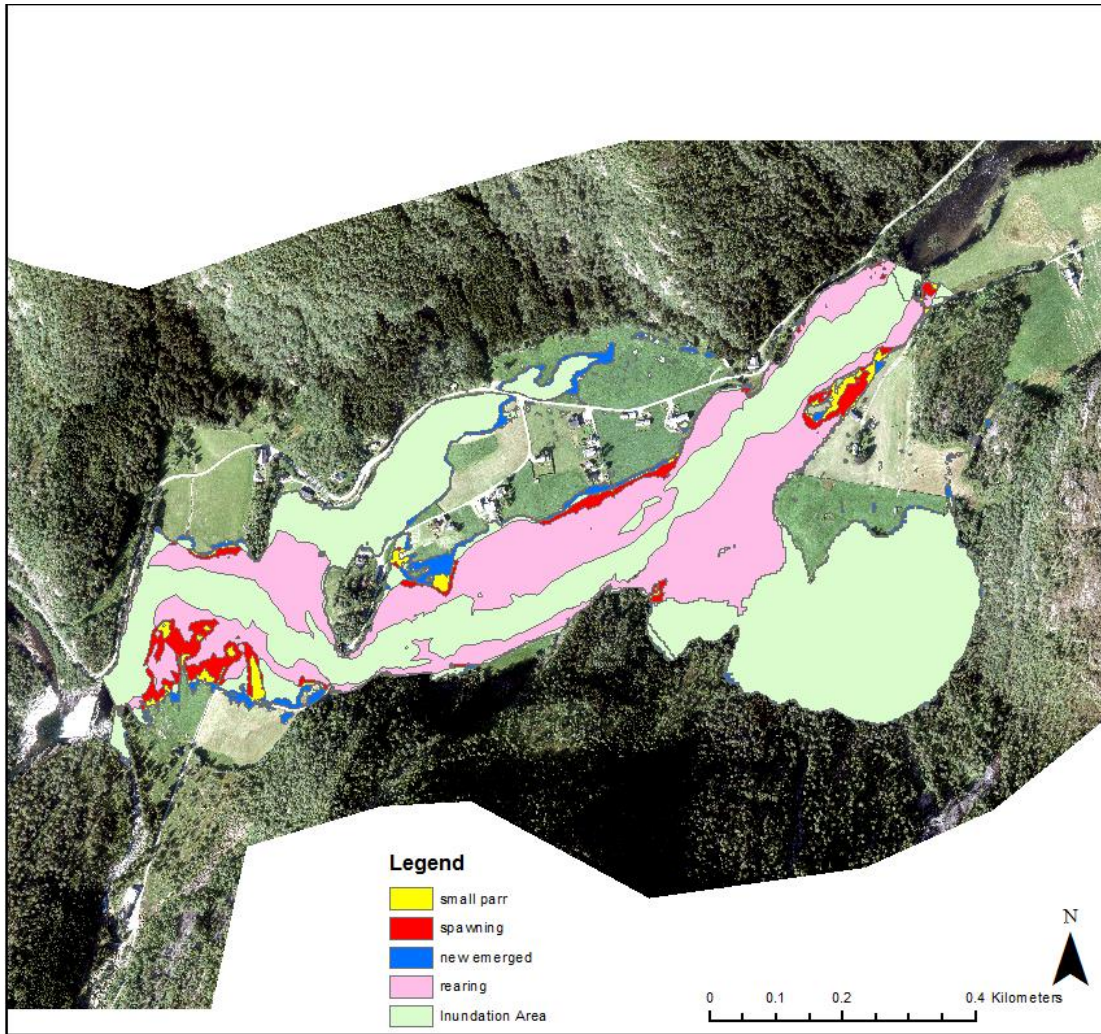 Legend
small parr
spawning
new emerged
rearing
Inundation Area
N
0 0.1 0.2 0.4 Kilometers